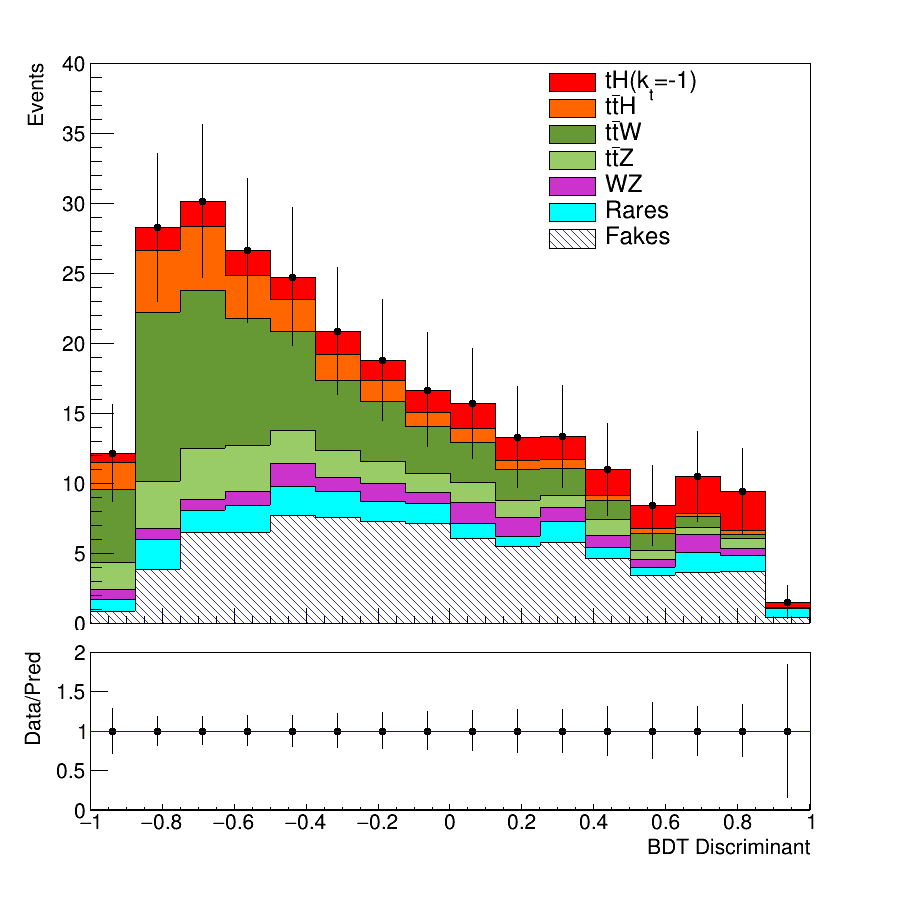 Events
40
35
30
25
20
15
10
5
0
tH(k_t=-1)
tt̄H
tt̄W
tt̄Z
WZ
Rares
Fakes
Data/Pred
2
1.5
1
0.5
0
−1 −0.8 −0.6 −0.4 −0.2 0 0.2 0.4 0.6 0.8 1
BDT Discriminant